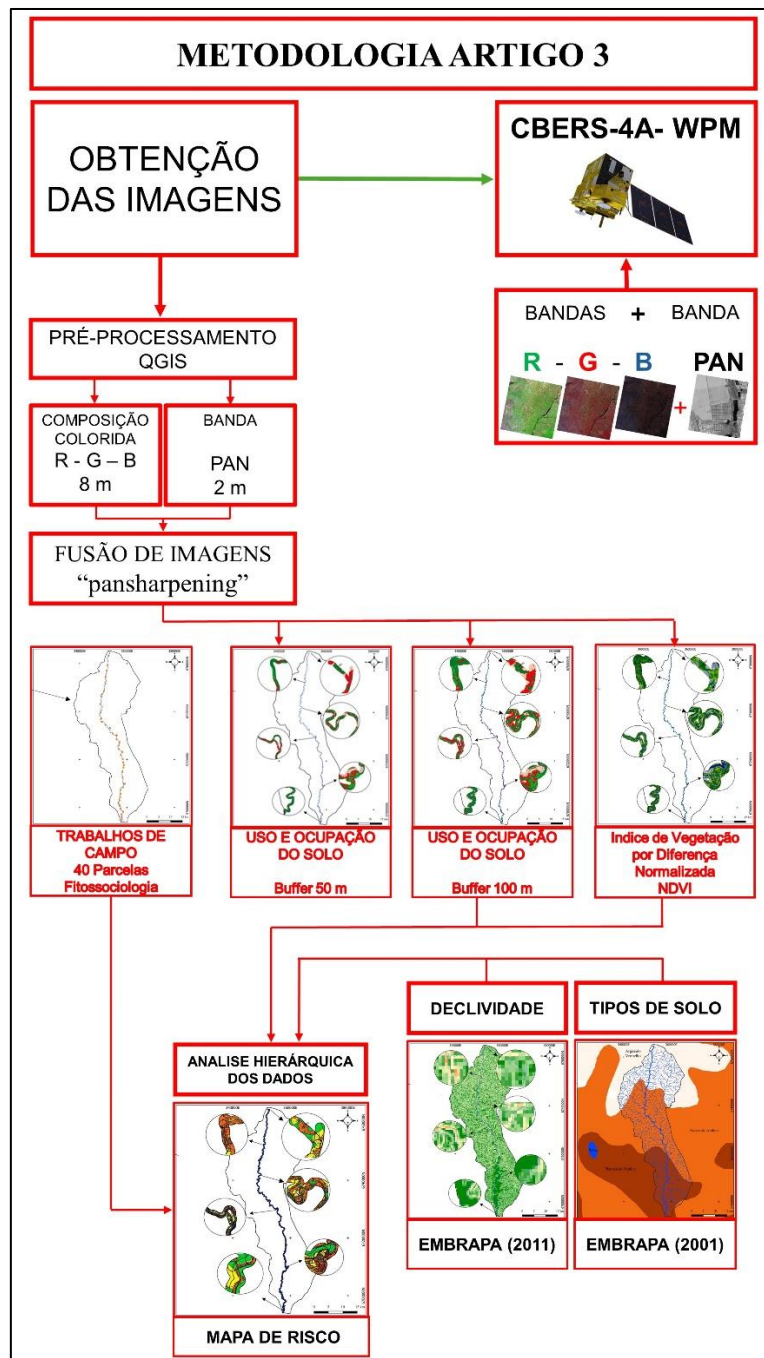 METODOLOGIA ARTIGO 3
OBTENÇÃO
DAS IMAGENS
CBERS-4A- WPM
BANDAS + BANDA
R - G - B PAN
+
PRÉ-PROCESSAMENTO
QGIS
COMPOSIÇÃO
COLORIDA
R - G – B
8 m
BANDA
PAN
2 m
FUSÃO DE IMAGENS
“pansharpening”
TRABALHOS DE
CAMPO
40 Parcelas
Fitossociologia
USO E OCUPAÇÃO
DO SOLO
Buffer 50 m
USO E OCUPAÇÃO
DO SOLO
Buffer 100 m
Indice de Vegetação
por Diferença
Normalizada
NDVI
DECLIVIDADE
TIPOS DE SOLO
ANALISE HIERÁRQUICA
DOS DADOS
EMBRAPA (2011)
EMBRAPA (2001)
MAPA DE RISCO